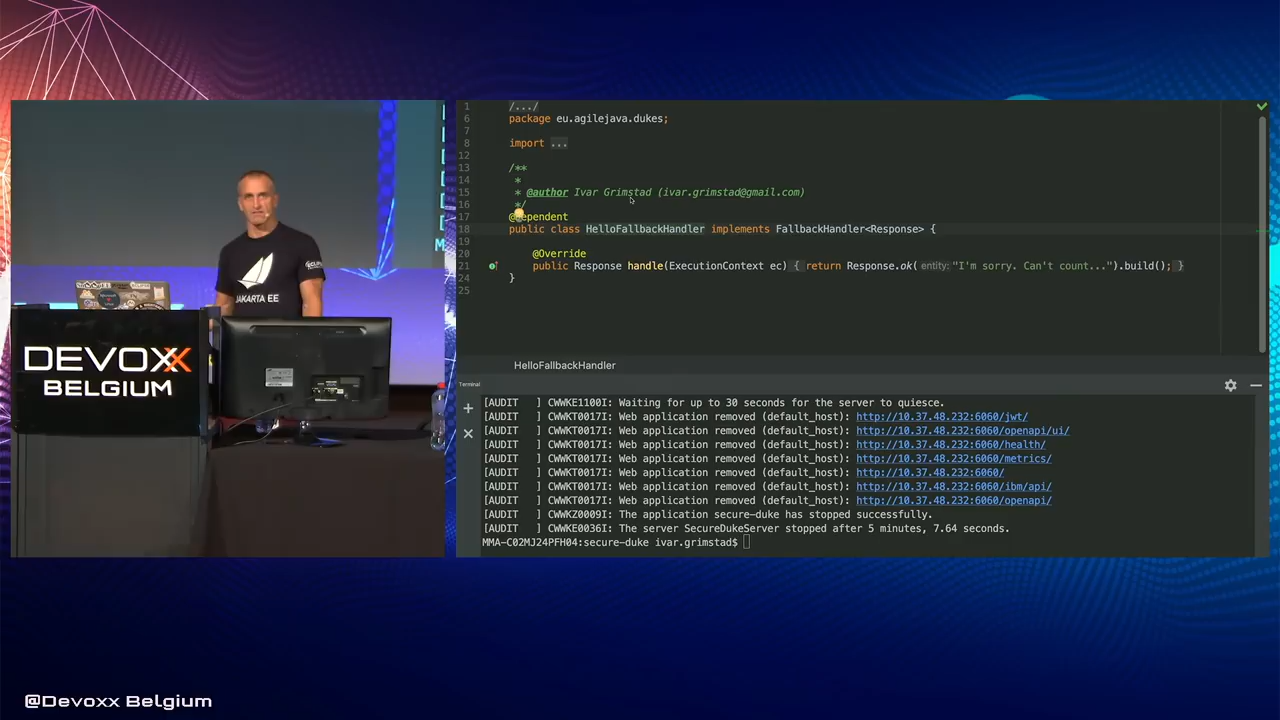 JAKARTA EE
DEVOXX
BELGIUM
1 /.../
6 package eu.agilejava.dukes;
7
8 import ...
12
13 /**
14 *
15 * @author Ivar Grimstad (ivar.grimstad@gmail.com)
16 */
17 @Dependent
18 public class HelloFallbackHandler implements FallbackHandler<Response> {
19
20 @Override
21 public Response handle(ExecutionContext ec) { return Response.ok( entity: "I'm sorry. Can't count...").build(); }
24 }
25
HelloFallbackHandler
Terminal
[AUDIT   ] CWWKE1100I: Waiting for up to 30 seconds for the server to quiesce.
[AUDIT   ] CWWKT0017I: Web application removed (default_host): http://10.37.48.232:6060/jwt/
[AUDIT   ] CWWKT0017I: Web application removed (default_host): http://10.37.48.232:6060/openapi/ui/
[AUDIT   ] CWWKT0017I: Web application removed (default_host): http://10.37.48.232:6060/health/
[AUDIT   ] CWWKT0017I: Web application removed (default_host): http://10.37.48.232:6060/metrics/
[AUDIT   ] CWWKT0017I: Web application removed (default_host): http://10.37.48.232:6060/
[AUDIT   ] CWWKT0017I: Web application removed (default_host): http://10.37.48.232:6060/ibm/api/
[AUDIT   ] CWWKT0017I: Web application removed (default_host): http://10.37.48.232:6060/openapi/
[AUDIT   ] CWWKZ0009I: The application secure-duke has stopped successfully.
[AUDIT   ] CWWKE0036I: The server SecureDukeServer stopped after 5 minutes, 7.64 seconds.
MMA-C02MJ24PFH04:secure-duke ivar.grimstad$
@Devoxx Belgium